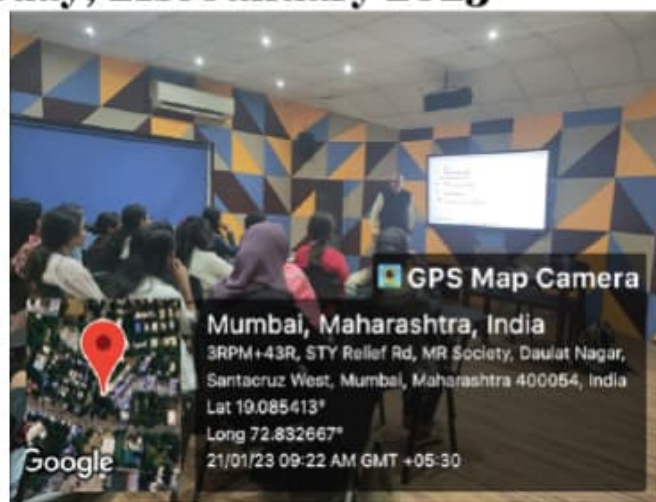 GPS Map Camera
Mumbai, Maharashtra, India
3RPM+43R, STY Relief Rd, MR Society, Daulat Nagar,
Santacruz West, Mumbai, Maharashtra 400054, India
Lat 19.085413°
Long 72.832667°
21/01/23 09:22 AM GMT +05:30
Google